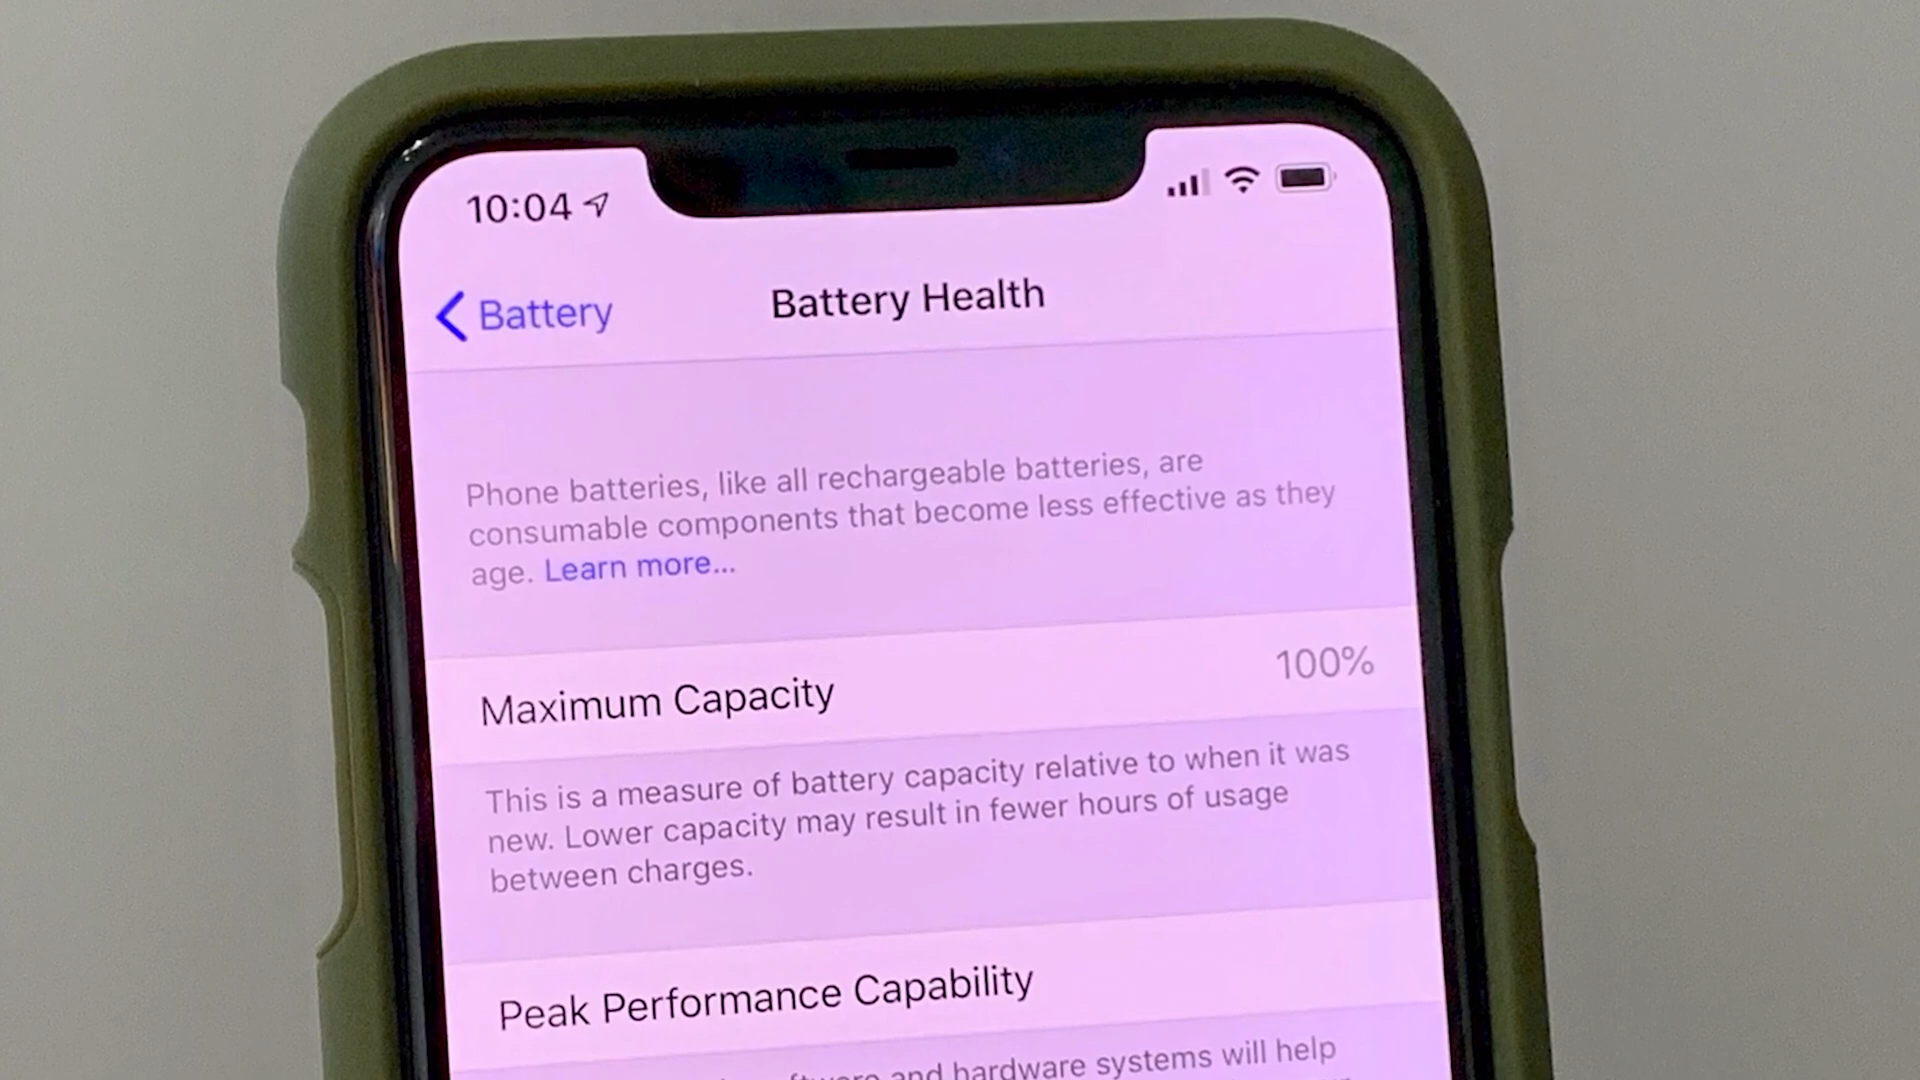 10:04
Battery
Battery Health
Phone batteries, like all rechargeable batteries, are
consumable components that become less effective as they
age. Learn more...
Maximum Capacity 100%
This is a measure of battery capacity relative to when it was
new. Lower capacity may result in fewer hours of usage
between charges.
Peak Performance Capability
and hardware systems will help